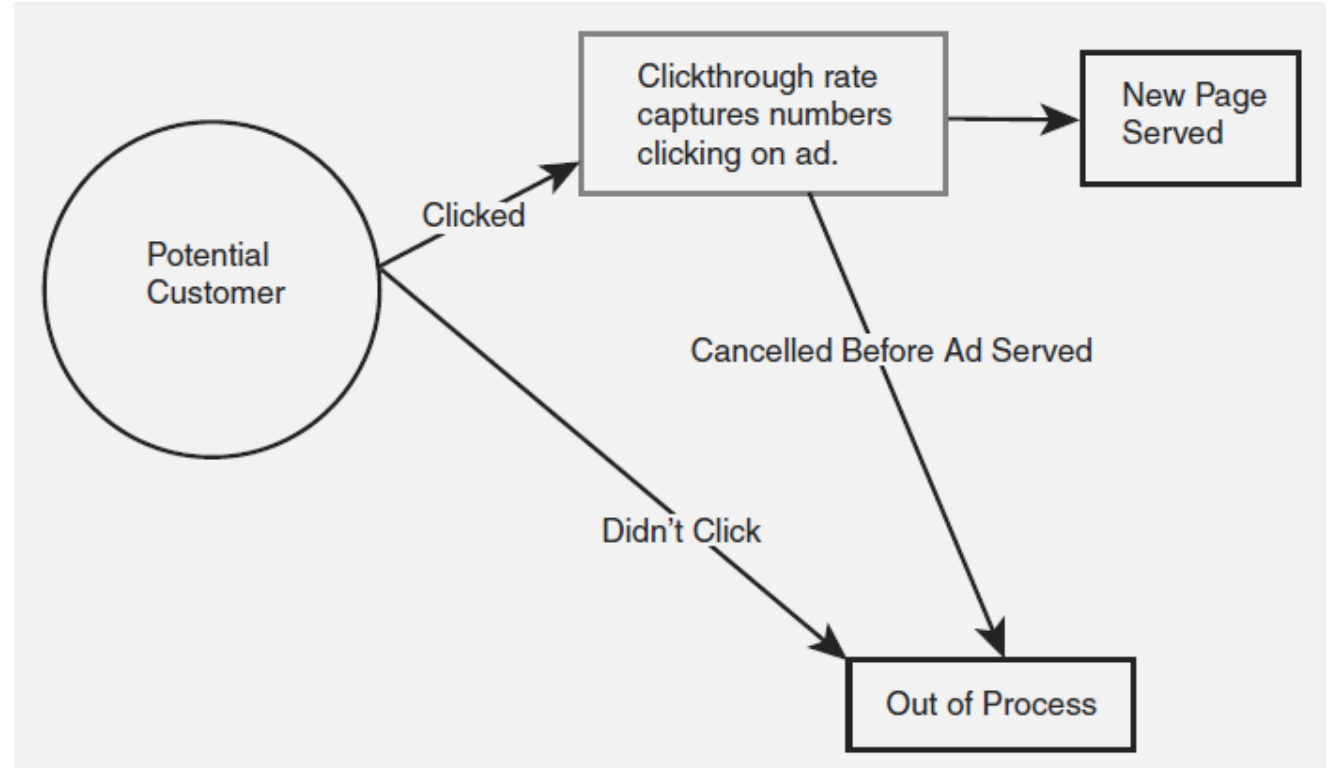 Potential
Customer
Clicked
Clickthrough rate
captures numbers
clicking on ad.
New Page
Served
Cancelled Before Ad Served
Didn’t Click
Out of Process